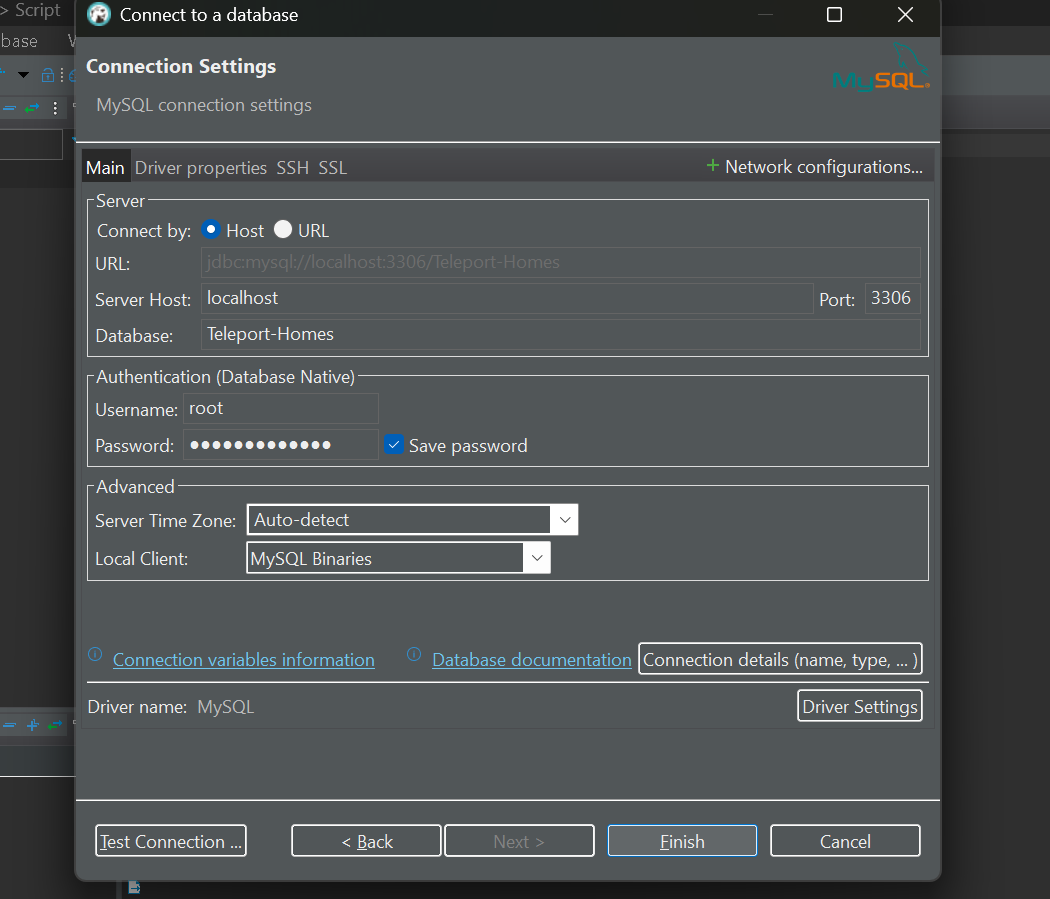 > Script
Connect to a database
base
Connection Settings
MySQL connection settings
MySQL®
Main Driver properties SSH SSL + Network configurations...
Server
Connect by: Host URL
URL: jdbc:mysql://localhost:3306/Teleport-Homes
Server Host: localhost Port: 3306
Database: Teleport-Homes
Authentication (Database Native)
Username: root
Password: ●●●●●●●●●●●●● Save password
Advanced
Server Time Zone: Auto-detect
Local Client: MySQL Binaries
Connection variables information Database documentation Connection details (name, type, ... )
Driver name: MySQL Driver Settings
Test Connection ... < Back Next > Finish Cancel